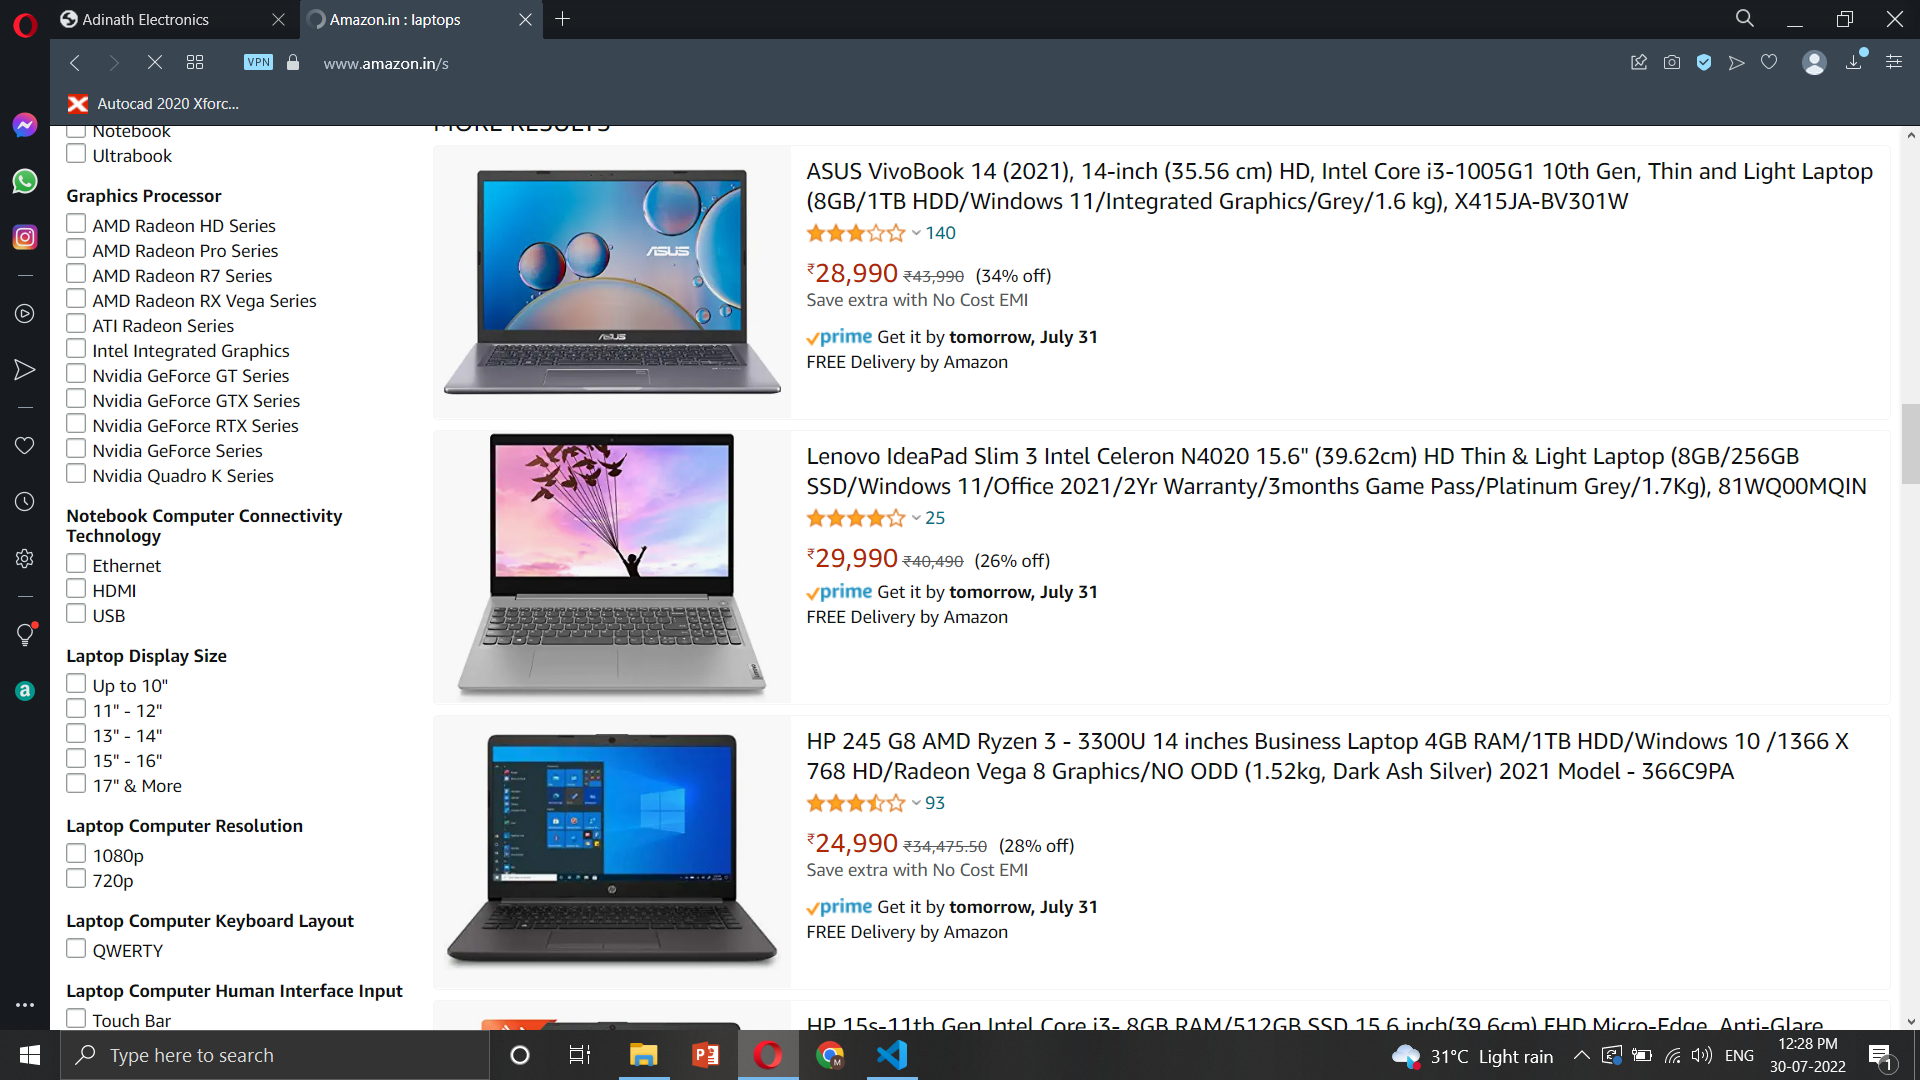 Adinath Electronics
Amazon.in : laptops
VPN
www.amazon.in/s
Autocad 2020 Xforc...
Notebook
Ultrabook
Graphics Processor
AMD Radeon HD Series
AMD Radeon Pro Series
AMD Radeon R7 Series
AMD Radeon RX Vega Series
ATI Radeon Series
Intel Integrated Graphics
Nvidia GeForce GT Series
Nvidia GeForce GTX Series
Nvidia GeForce RTX Series
Nvidia GeForce Series
Nvidia Quadro K Series
Notebook Computer Connectivity
Technology
Ethernet
HDMI
USB
Laptop Display Size
Up to 10"
11" - 12"
13" - 14"
15" - 16"
17" & More
Laptop Computer Resolution
1080p
720p
Laptop Computer Keyboard Layout
QWERTY
Laptop Computer Human Interface Input
Touch Bar
MORE RESULTS
ASUS
ASUS
ASUS VivoBook 14 (2021), 14-inch (35.56 cm) HD, Intel Core i3-1005G1 10th Gen, Thin and Light Laptop
(8GB/1TB HDD/Windows 11/Integrated Graphics/Grey/1.6 kg), X415JA-BV301W
140
₹28,990 ₹43,990 (34% off)
Save extra with No Cost EMI
prime Get it by tomorrow, July 31
FREE Delivery by Amazon
Lenovo IdeaPad Slim 3 Intel Celeron N4020 15.6" (39.62cm) HD Thin & Light Laptop (8GB/256GB
SSD/Windows 11/Office 2021/2Yr Warranty/3months Game Pass/Platinum Grey/1.7Kg), 81WQ00MQIN
25
₹29,990 ₹40,490 (26% off)
prime Get it by tomorrow, July 31
FREE Delivery by Amazon
hp
HP 245 G8 AMD Ryzen 3 - 3300U 14 inches Business Laptop 4GB RAM/1TB HDD/Windows 10 /1366 X
768 HD/Radeon Vega 8 Graphics/NO ODD (1.52kg, Dark Ash Silver) 2021 Model - 366C9PA
93
₹24,990 ₹34,475.50 (28% off)
Save extra with No Cost EMI
prime Get it by tomorrow, July 31
FREE Delivery by Amazon
HP 15s-11th Gen Intel Core i3- 8GB RAM/512GB SSD 15.6 inch(39.6cm) FHD Micro-Edge, Anti-Glare
Type here to search
31°C Light rain
ENG
12:28 PM
30-07-2022
1